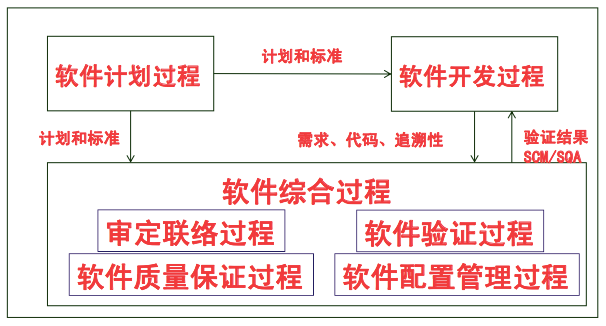 软件计划过程
计划和标准
软件开发过程
计划和标准
需求、代码、追溯性
验证结果
SCM/SQA
软件综合过程
审定联络过程
软件验证过程
软件质量保证过程
软件配置管理过程